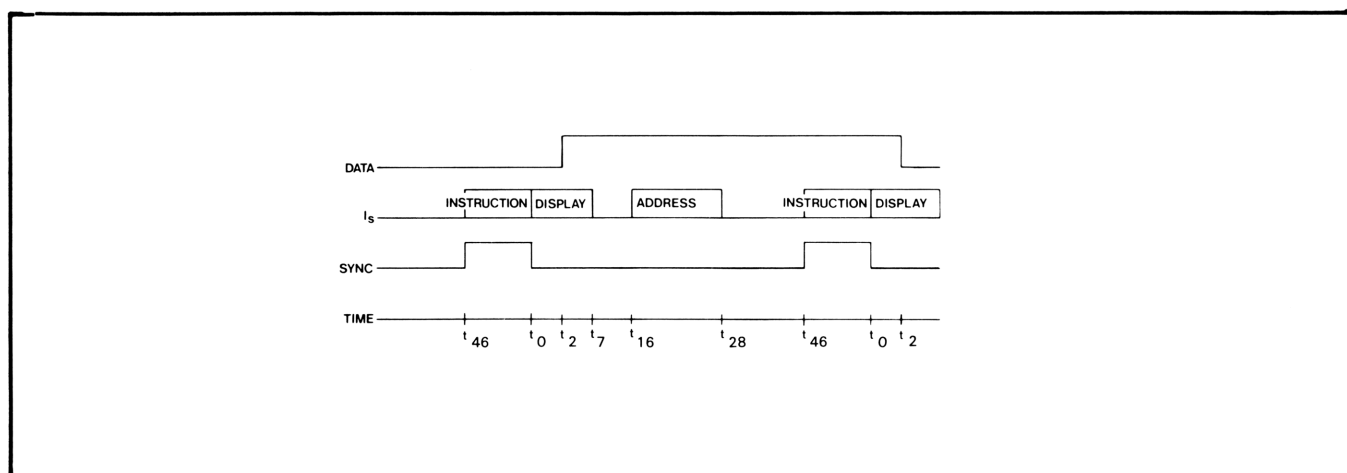 DATA
INSTRUCTION DISPLAY ADDRESS INSTRUCTION DISPLAY
Is
SYNC
TIME
t46 t0 t2 t7 t16 t28 t46 t0 t2